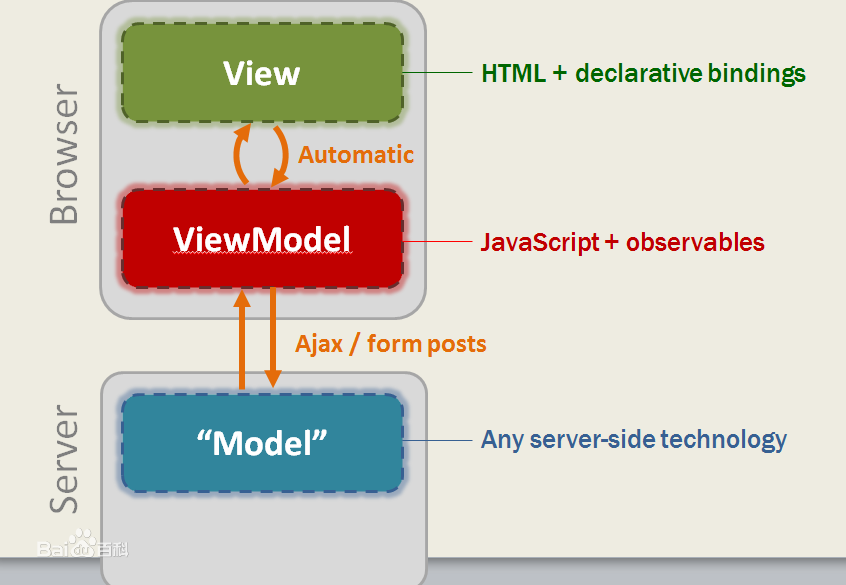 Browser
View
HTML + declarative bindings
Automatic
ViewModel
JavaScript + observables
Ajax / form posts
Server
“Model”
Any server-side technology
Baidu百科